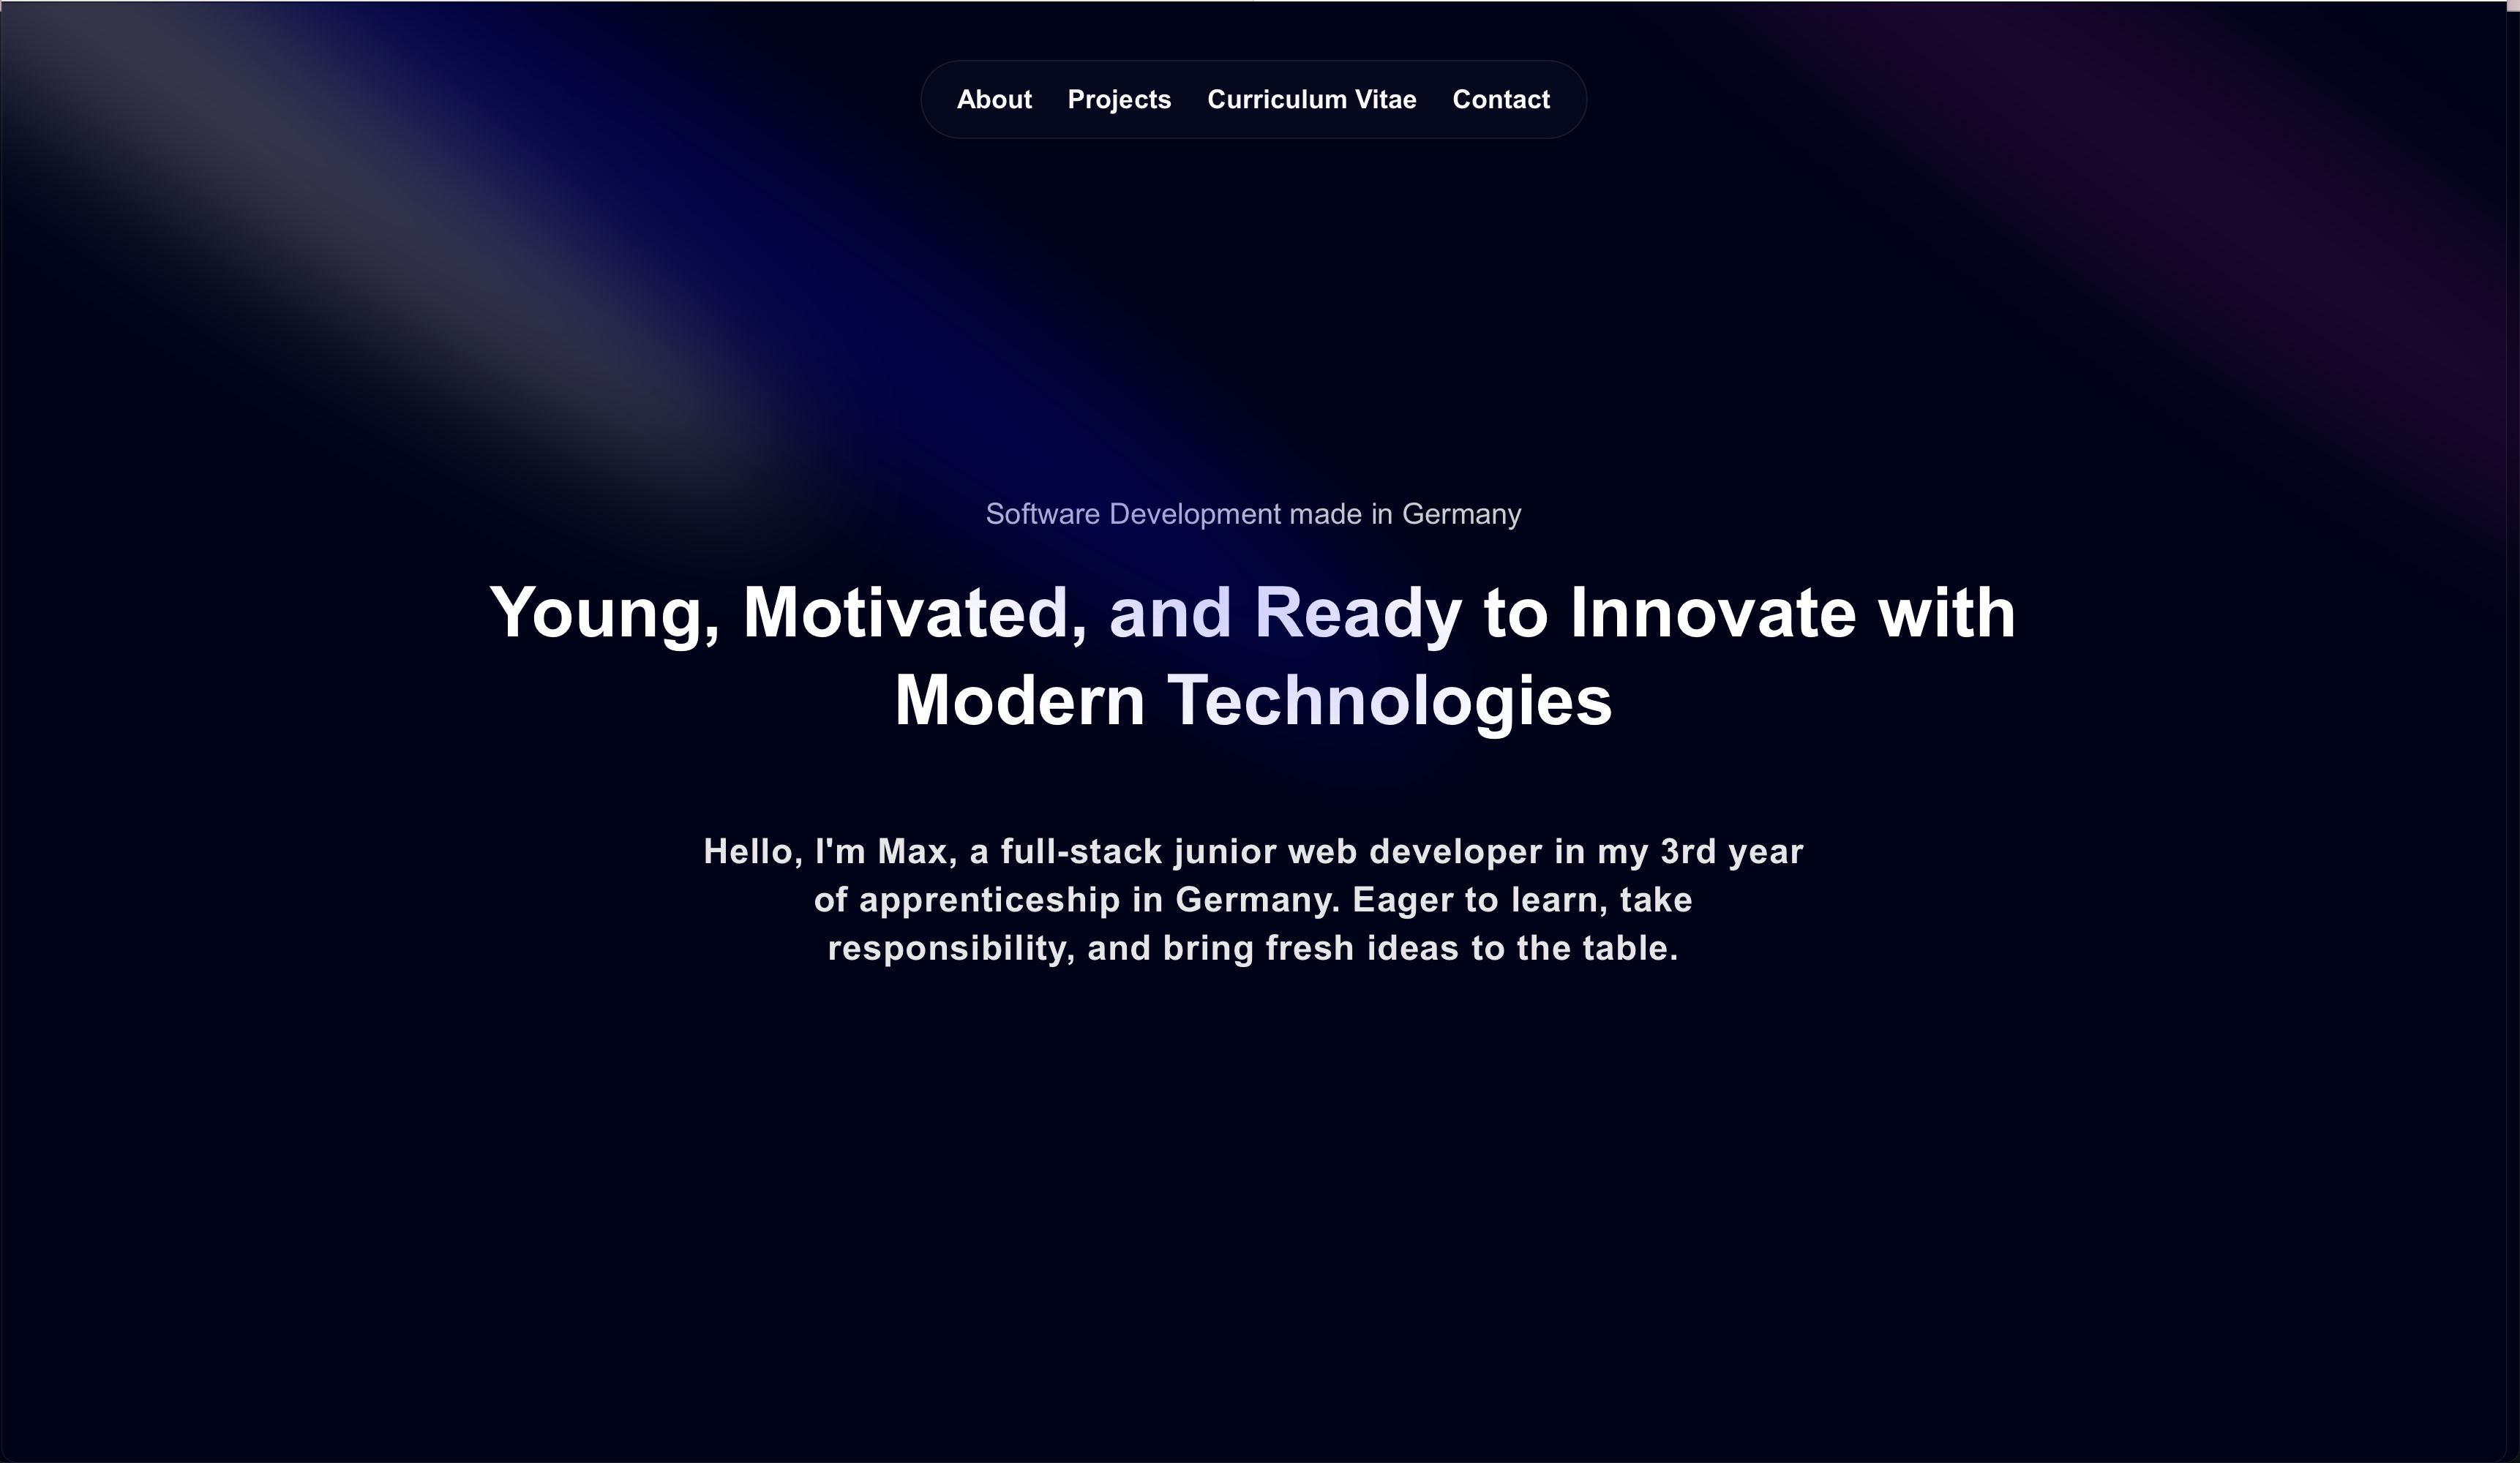 About Projects Curriculum Vitae Contact
Software Development made in Germany
Young, Motivated, and Ready to Innovate with
Modern Technologies
Hello, I'm Max, a full-stack junior web developer in my 3rd year
of apprenticeship in Germany. Eager to learn, take
responsibility, and bring fresh ideas to the table.